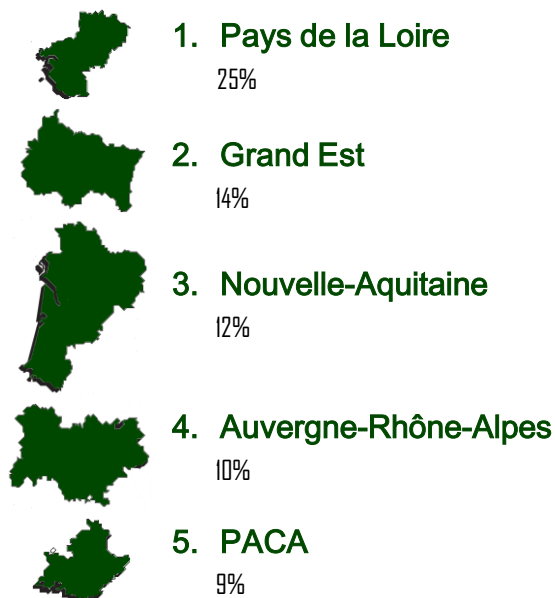 1. Pays de la Loire
25%
2. Grand Est
14%
3. Nouvelle-Aquitaine
12%
4. Auvergne-Rhône-Alpes
10%
5. PACA
9%